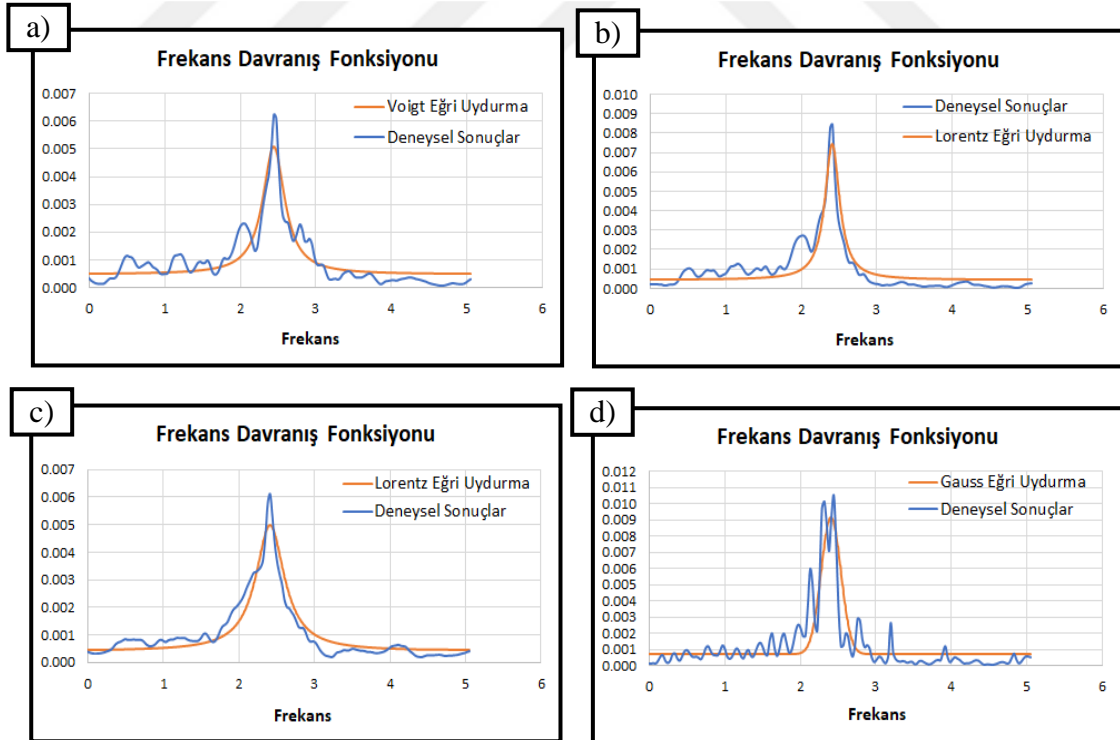 a)
Frekans Davranış Fonksiyonu
0.007
0.006
0.005
0.004
0.003
0.002
0.001
0.000
Voigt Eğri Uydurma
Deneysel Sonuçlar
0 1 2 3 4 5 6
Frekans
b)
Frekans Davranış Fonksiyonu
0.010
0.009
0.008
0.007
0.006
0.005
0.004
0.003
0.002
0.001
0.000
Deneysel Sonuçlar
Lorentz Eğri Uydurma
0 1 2 3 4 5 6
Frekans
c)
Frekans Davranış Fonksiyonu
0.007
0.006
0.005
0.004
0.003
0.002
0.001
0.000
Lorentz Eğri Uydurma
Deneysel Sonuçlar
0 1 2 3 4 5 6
Frekans
d)
Frekans Davranış Fonksiyonu
0.012
0.011
0.010
0.009
0.008
0.007
0.006
0.005
0.004
0.003
0.002
0.001
0.000
Gauss Eğri Uydurma
Deneysel Sonuçlar
0 1 2 3 4 5 6
Frekans